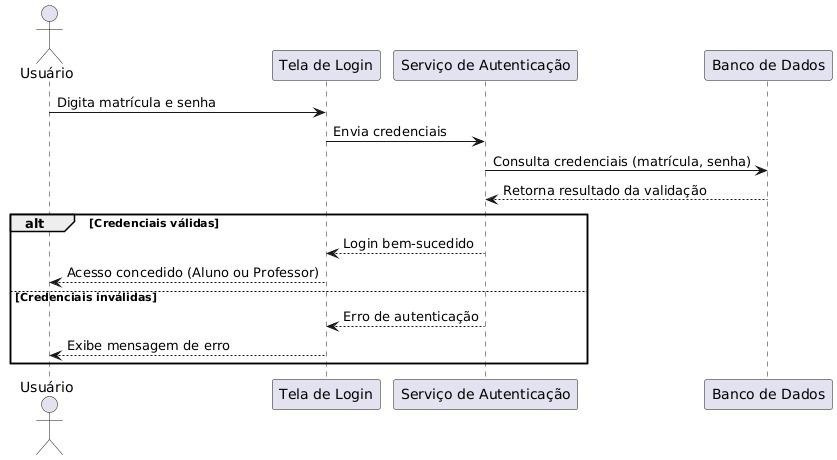 Usuário
Tela de Login
Serviço de Autenticação
Banco de Dados
Digita matrícula e senha
Envia credenciais
Consulta credenciais (matrícula, senha)
Retorna resultado da validação
alt
[Credenciais válidas]
Login bem-sucedido
Acesso concedido (Aluno ou Professor)
[Credenciais inválidas]
Erro de autenticação
Exibe mensagem de erro
Usuário
Tela de Login
Serviço de Autenticação
Banco de Dados